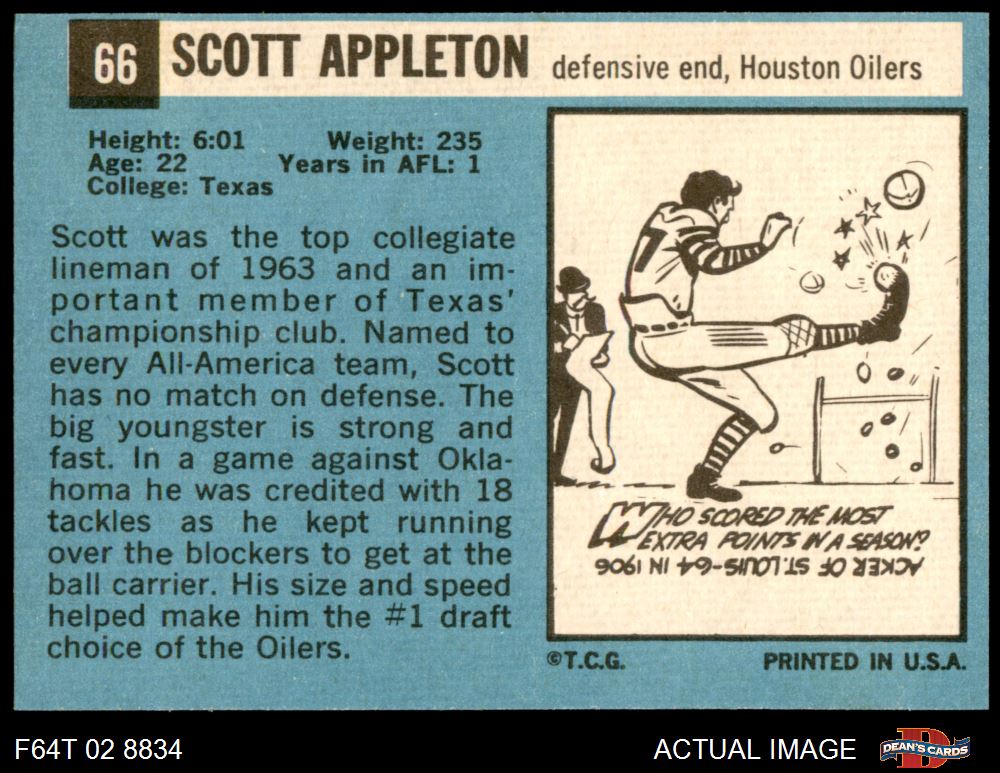 66 SCOTT APPLETON defensive end, Houston Oilers
Height: 6:01 Weight: 235
Age: 22 Years in AFL: 1
College: Texas
Scott was the top collegiate
lineman of 1963 and an im-
portant member of Texas'
championship club. Named to
every All-America team, Scott
has no match on defense. The
big youngster is strong and
fast. In a game against Okla-
homa he was credited with 18
tackles as he kept running
over the blockers to get at the
ball carrier. His size and speed
helped make him the #1 draft
choice of the Oilers.
7
WHO SCORED THE MOST
EXTRA POINTS IN A SEASON?
ACKER OF ST. LOUIS-64 IN 1906
©T.C.G. PRINTED IN U.S.A.
F64T 02 8834 ACTUAL IMAGE D DEAN'S CARDS